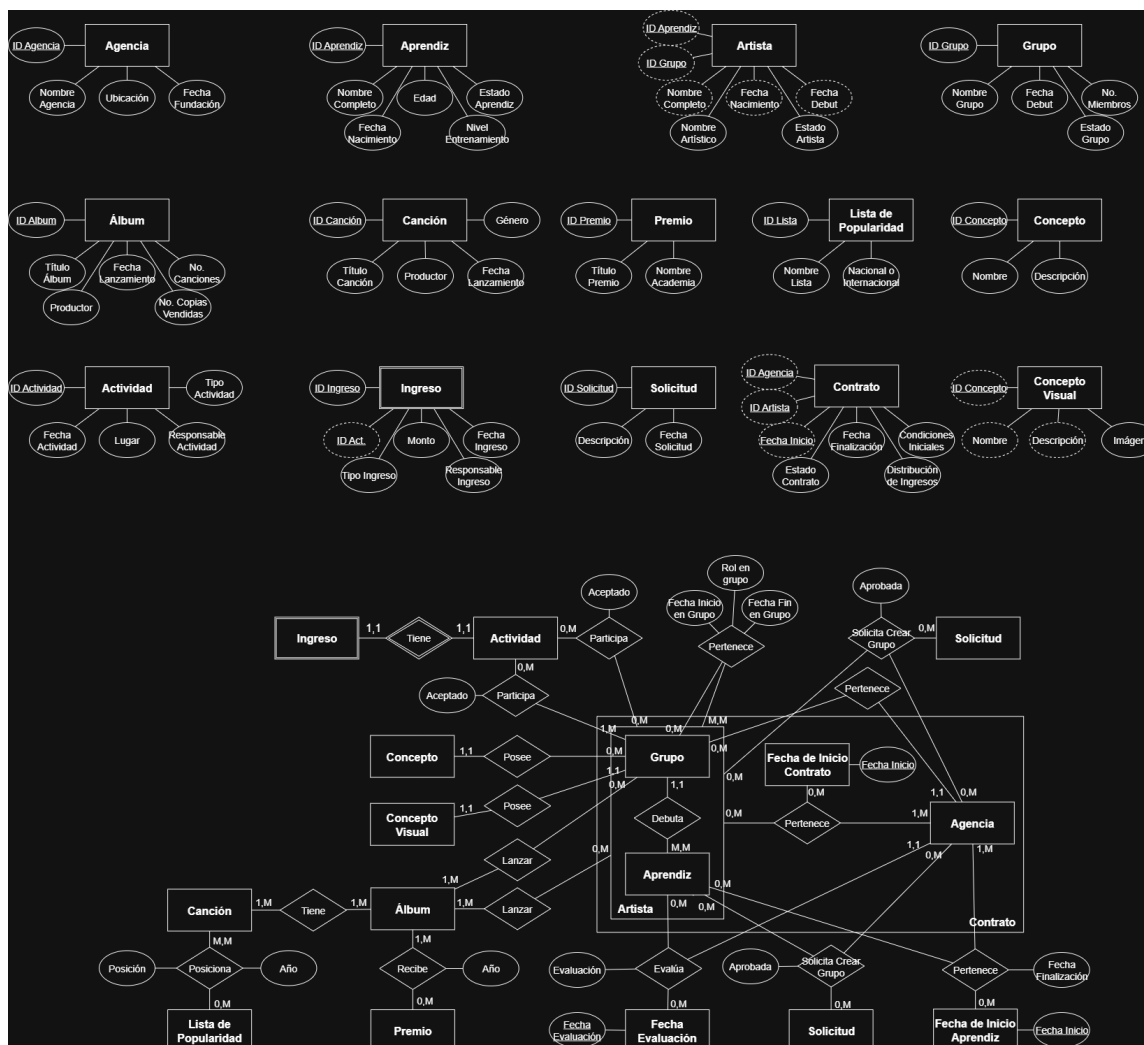 ID Agencia
Agencia
Nombre
Agencia
Ubicación
Fecha
Fundación
ID Aprendiz
Aprendiz
Nombre
Completo
Edad
Estado
Aprendiz
Fecha
Nacimiento
Nivel
Entrenamiento
ID Aprendiz
Artista
ID Grupo
Nombre
Completo
Fecha
Nacimiento
Fecha
Debut
Nombre
Artístico
Estado
Artista
ID Grupo
Grupo
Nombre
Grupo
Fecha
Debut
No.
Miembros
Estado
Grupo
ID Album
Álbum
Título
Álbum
Fecha
Lanzamiento
No.
Canciones
Productor
No. Copias
Vendidas
ID Canción
Canción
Género
Título
Canción
Productor
Fecha
Lanzamiento
ID Premio
Premio
Título
Premio
Nombre
Academia
ID Lista
Lista de
Popularidad
Nombre
Lista
Nacional o
Internacional
ID Concepto
Concepto
Nombre
Descripción
ID Actividad
Actividad
Tipo
Actividad
Fecha
Actividad
Lugar
Responsable
Actividad
ID Ingreso
Ingreso
ID Act.
Monto
Fecha
Ingreso
Tipo Ingreso
Responsable
Ingreso
ID Solicitud
Solicitud
Descripción
Fecha
Solicitud
ID Agencia
Contrato
ID Artista
Fecha Inicio
Fecha
Finalización
Condiciones
Iniciales
Estado
Contrato
Distribución
de Ingresos
ID Concepto
Concepto
Visual
Nombre
Descripción
Imágen
Aceptado
Rol en
grupo
Fecha Inicio
en Grupo
Fecha Fin
en Grupo
Aprobada
Ingreso
1,1
Tiene
1,1
Actividad
0,M
Participa
Pertenece
Solicita Crear
Grupo
0,M
Solicitud
0,M
Aceptado
Participa
Pertenece
1,M
0,M
0,M
M,M
0,M
Concepto
1,1
Posee
0,M
Grupo
Fecha de Inicio
Contrato
Fecha Inicio
1,1
0,M
1,1
0,M
0,M
1,1
0,M
Concepto
Visual
1,1
Posee
Debuta
0,M
Pertenece
1,M
Agencia
Lanzar
0,M
M,M
1,1
0,M
1,M
Aprendiz
0,M
1,M
Canción
1,M
Tiene
1,M
Álbum
1,M
Lanzar
Artista
0,M
0,M
Contrato
M,M
1,M
Posición
Posiciona
Año
Recibe
Año
Evaluación
Evalúa
Aprobada
Solicita Crear
Grupo
Pertenece
Fecha
Finalización
0,M
0,M
0,M
0,M
0,M
Lista de
Popularidad
Premio
Fecha
Evaluación
Fecha
Evaluación
Solicitud
Fecha de Inicio
Aprendiz
Fecha Inicio